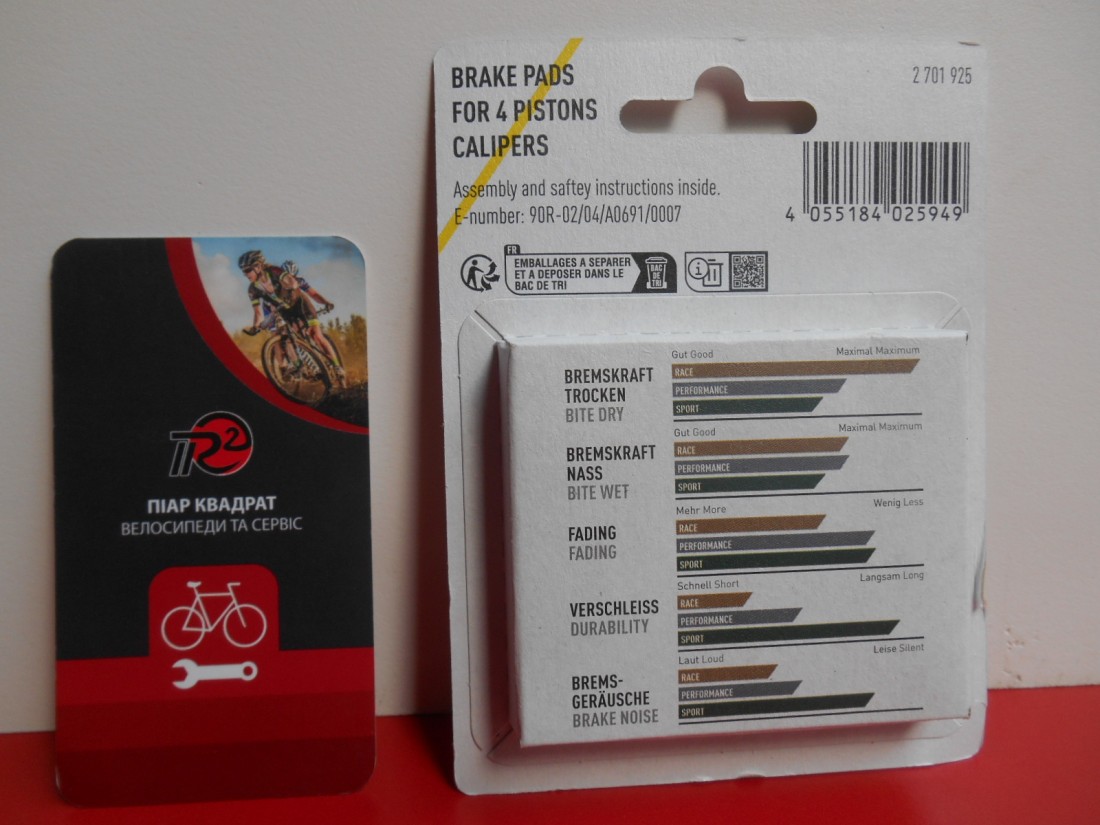 BRAKE PADS
FOR 4 PISTONS
CALIPERS
2 701 925
Assembly and saftey instructions inside.
E-number: 90R-02/04/A0691/0007
4 055184 025949
FR
EMBALLAGES A SEPARER
ET A DEPOSER DANS LE
BAC DE TRI
BAC
DE
TRI
BREMSKRAFT
TROCKEN
BITE DRY
Gut Good Maximal Maximum
RACE
PERFORMANCE
SPORT
BREMSKRAFT
NASS
BITE WET
Gut Good Maximal Maximum
RACE
PERFORMANCE
SPORT
FADING
FADING
Mehr More Wenig Less
RACE
PERFORMANCE
SPORT
VERSCHLEISS
DURABILITY
Schnell Short Langsam Long
RACE
PERFORMANCE
SPORT
BREMS-
GERÄUSCHE
BRAKE NOISE
Laut Loud Leise Silent
RACE
PERFORMANCE
SPORT
ПР2
ПІАР КВАДРАТ
ВЕЛОСИПЕДИ ТА СЕРВІС